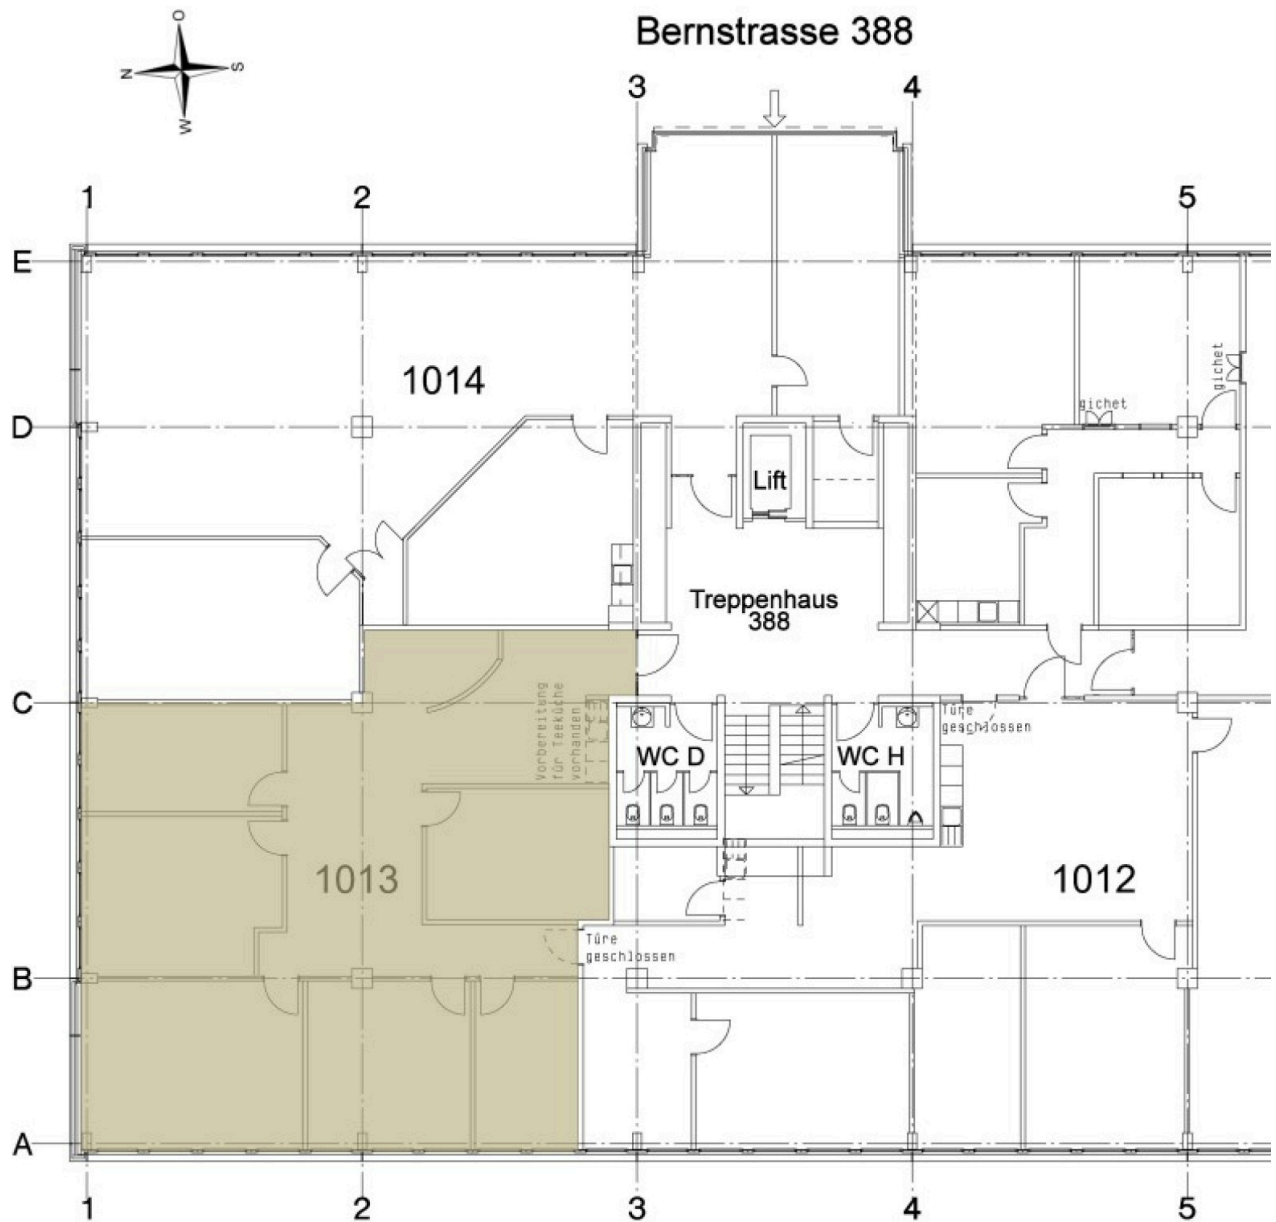 Bernstrasse 388
O
N
S
W
3
4
1
2
5
E
1014
gichet
gichet
D
Lift
Treppenhaus
388
C
Vorbereitung
für Teeküche
vorhanden
WC D
WC H
Türe
geschlossen
1013
1012
Türe
geschlossen
B
A
1
2
3
4
5